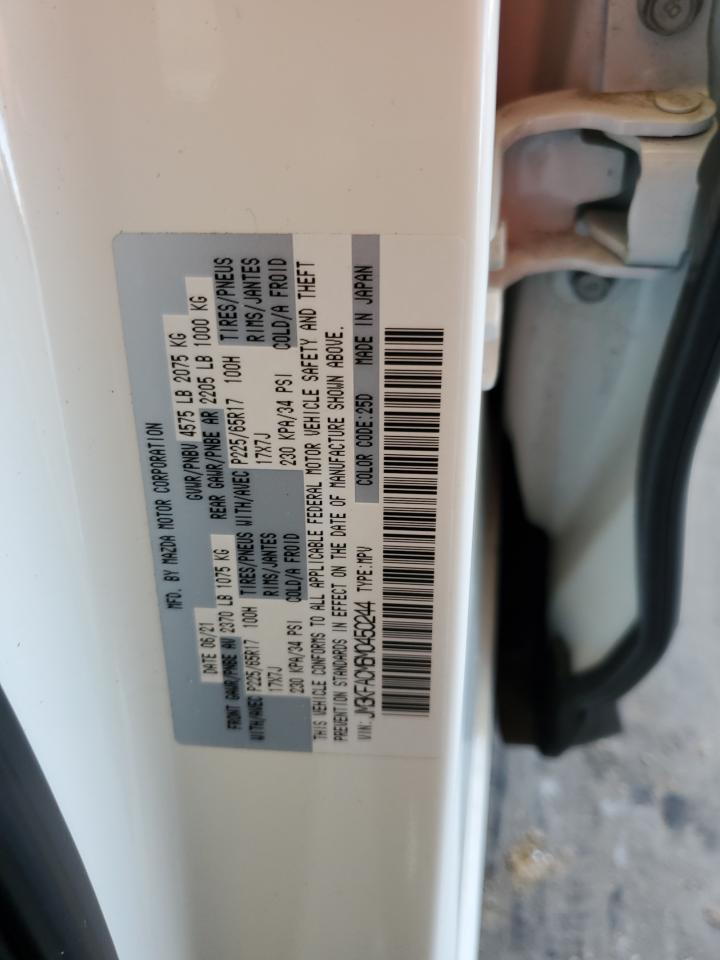 MFD. BY MAZDA MOTOR CORPORATION
DATE 06/21 GVWR/PNBV 4575 LB 2075 KG
FRONT GAWR/PNBE AV 2370 LB 1075 KG REAR GAWR/PNBE AR 2205 LB 1000 KG
WITH/AVEC P225/65R17 100H TIRES/PNEUS WITH/AVEC P225/65R17 100H TIRES/PNEUS
17X7J RIMS/JANTES 17X7J RIMS/JANTES
230 KPA/34 PSI COLD/A FROID 230 KPA/34 PSI COLD/A FROID
THIS VEHICLE CONFORMS TO ALL APPLICABLE FEDERAL MOTOR VEHICLE SAFETY AND THEFT
PREVENTION STANDARDS IN EFFECT ON THE DATE OF MANUFACTURE SHOWN ABOVE.
VIN: JM3KFACM6M0450244 TYPE:MPV COLOR CODE:25D MADE IN JAPAN